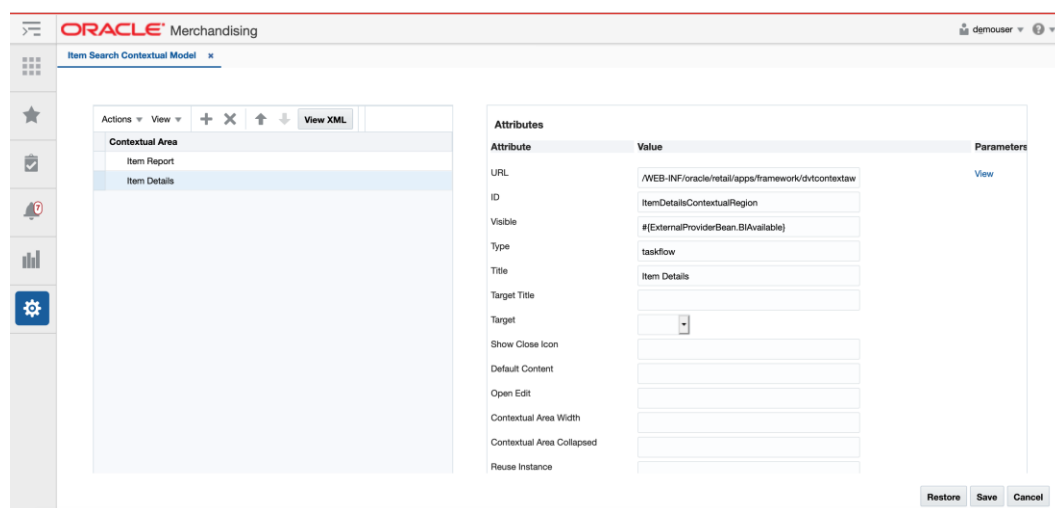 ORACLE® Merchandising
demouser
Item Search Contextual Model ×
Actions View View XML
Contextual Area
Item Report
Item Details
7
Attributes
Attribute Value Parameters
URL /WEB-INF/oracle/retail/apps/framework/dvtcontextaw View
ID ItemDetailsContextualRegion
Visible #{ExternalProviderBean.BIAvailable}
Type taskflow
Title Item Details
Target Title
Target
Show Close Icon
Default Content
Open Edit
Contextual Area Width
Contextual Area Collapsed
Reuse Instance
Restore Save Cancel